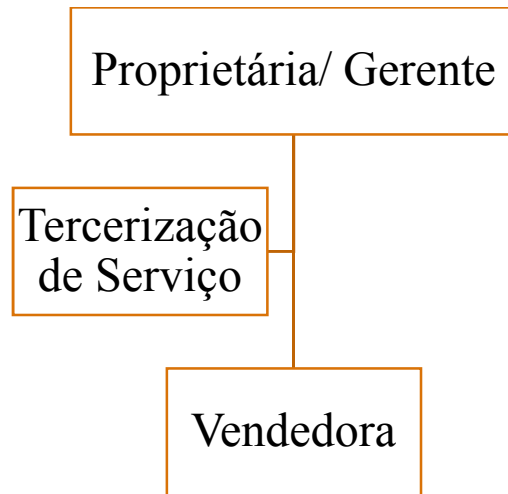 Proprietária/ Gerente
Tercerização
de Serviço
Vendedora